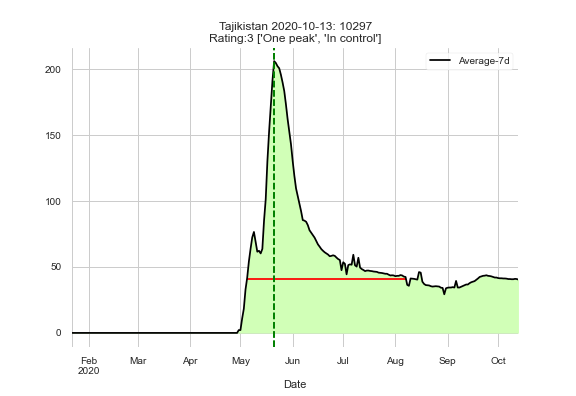 Tajikistan 2020-10-13: 10297
Rating:3 ['One peak', 'In control']
Average-7d
200
150
100
50
0
Feb Mar Apr May Jun Jul Aug Sep Oct
2020
Date